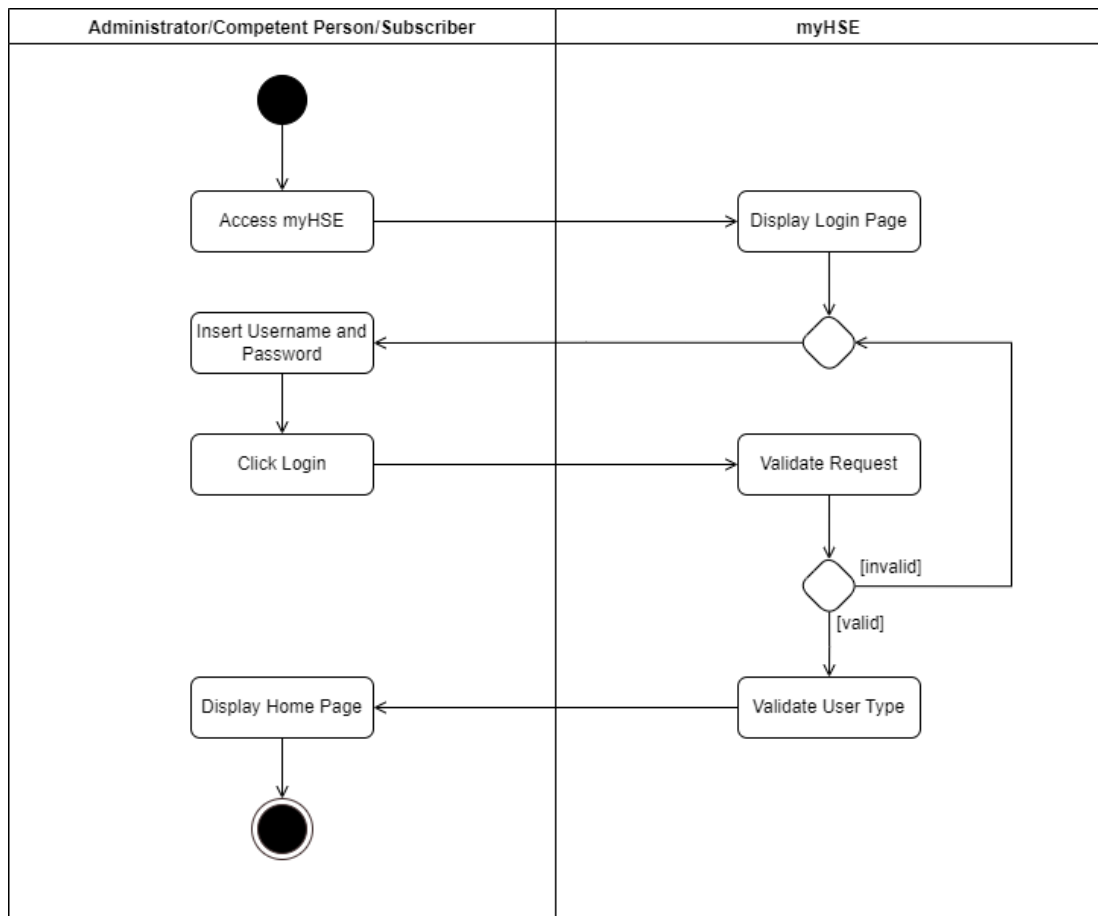 Administrator/Competent Person/Subscriber
myHSE
Access myHSE
Display Login Page
Insert Username and
Password
Click Login
Validate Request
[invalid]
[valid]
Display Home Page
Validate User Type